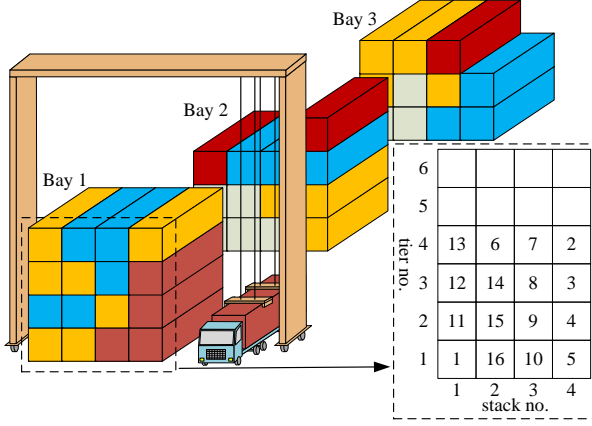 Bay 3
Bay 2
Bay 1
6
5
4 13 6 7 2
3 12 14 8 3
2 11 15 9 4
1 1 16 10 5
1 2 3 4
tier no.
stack no.